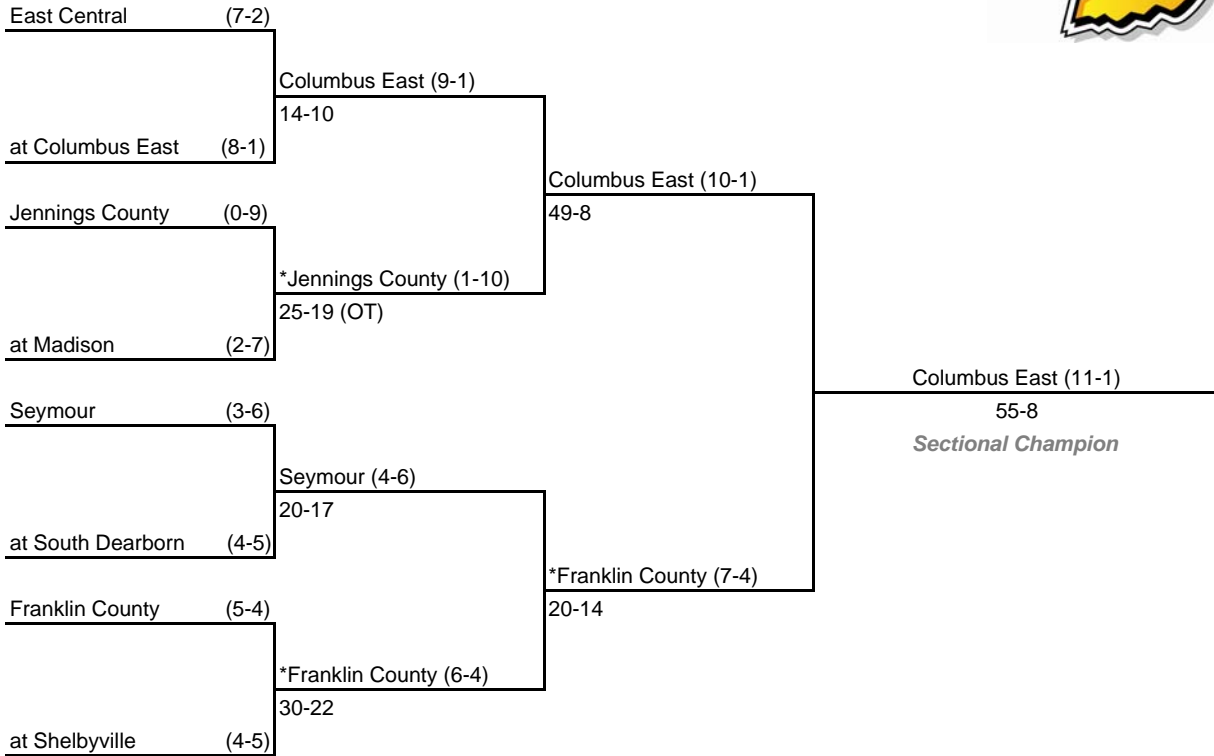 East Central (7-2)
Columbus East (9-1)
14-10
at Columbus East (8-1)
Columbus East (10-1)
Jennings County (0-9)
49-8
*Jennings County (1-10)
25-19 (OT)
at Madison (2-7)
Columbus East (11-1)
Seymour (3-6)
55-8
Sectional Champion
Seymour (4-6)
20-17
at South Dearborn (4-5)
*Franklin County (7-4)
Franklin County (5-4)
20-14
*Franklin County (6-4)
30-22
at Shelbyville (4-5)